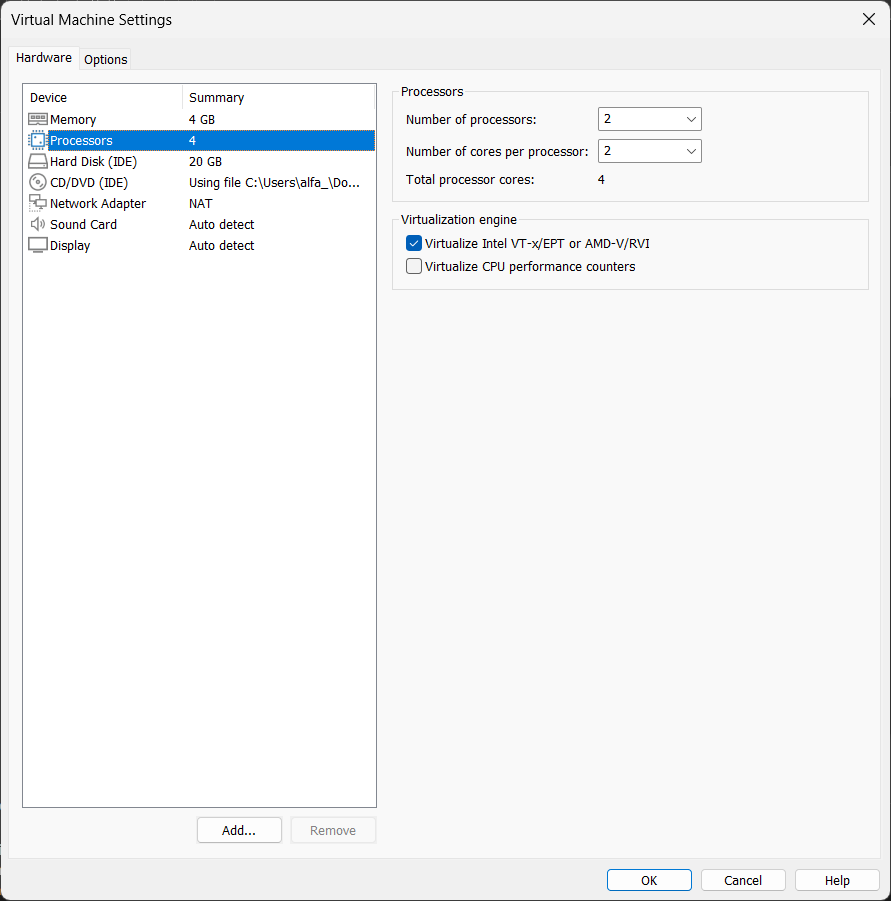 Virtual Machine Settings
Hardware Options
Device Summary
Memory 4 GB
Processors 4
Hard Disk (IDE) 20 GB
CD/DVD (IDE) Using file C:\Users\alfa_\Do...
Network Adapter NAT
Sound Card Auto detect
Display Auto detect
Add... Remove
Processors
Number of processors: 2
Number of cores per processor: 2
Total processor cores: 4
Virtualization engine
Virtualize Intel VT-x/EPT or AMD-V/RVI
Virtualize CPU performance counters
OK Cancel Help